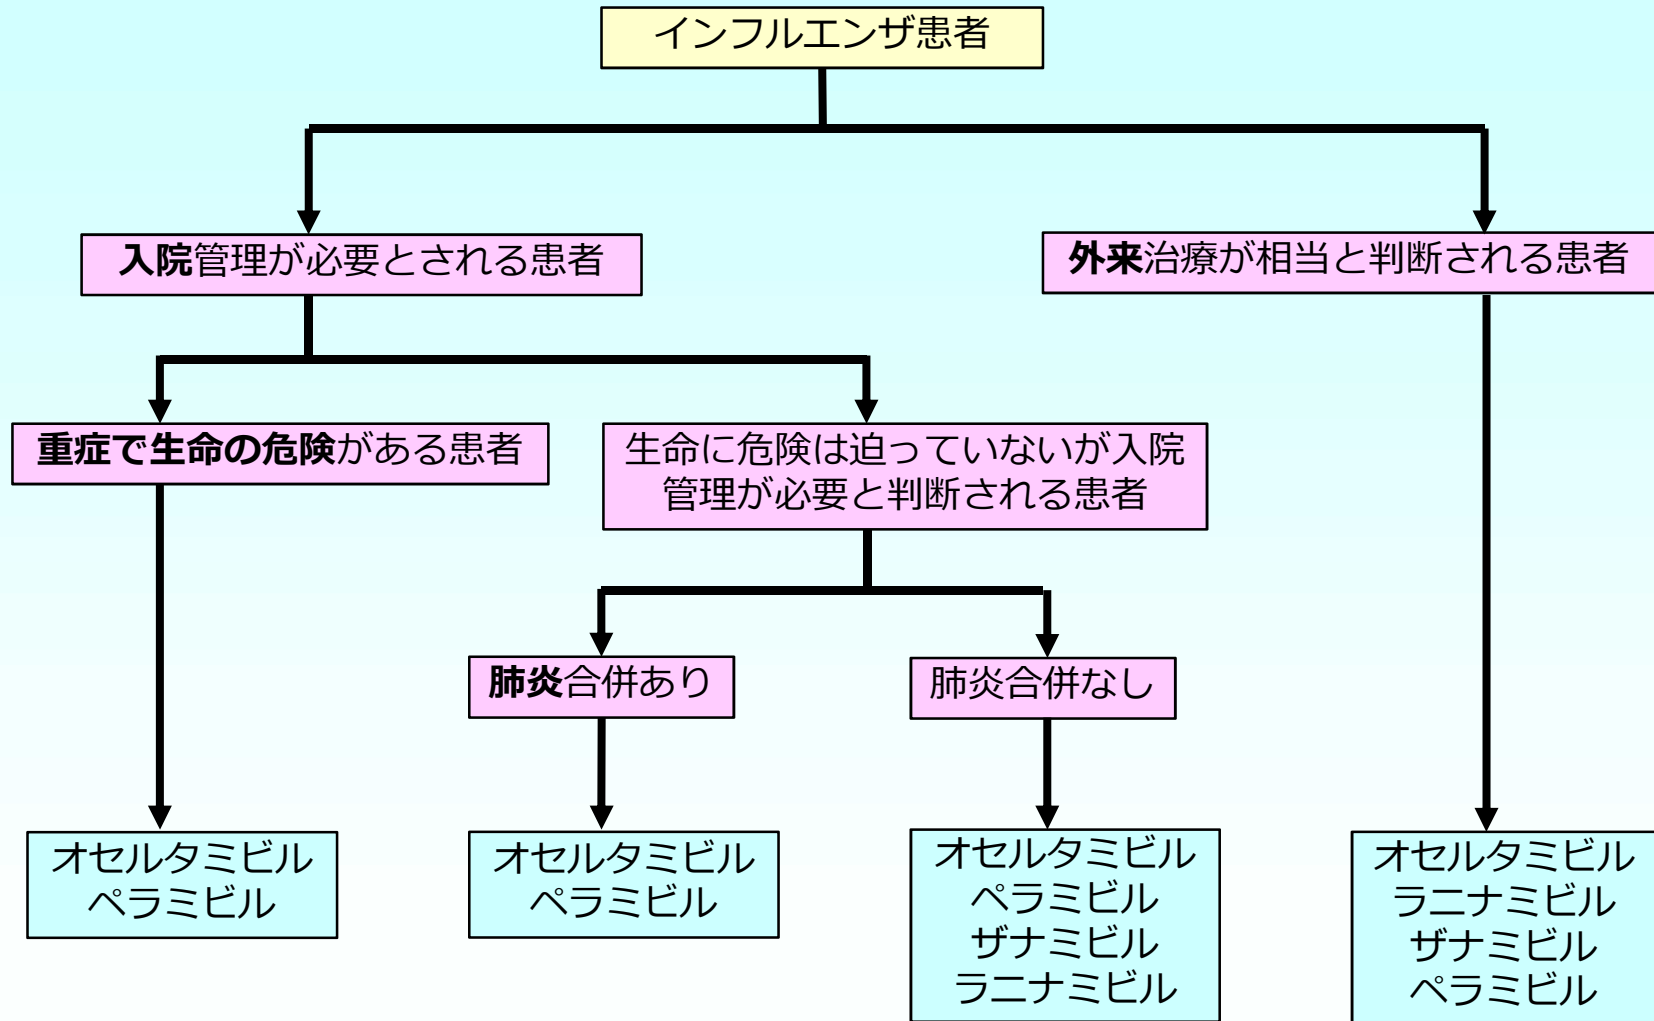 インフルエンザ患者
入院管理が必要とされる患者
外来治療が相当と判断される患者
重症で生命の危険がある患者
生命に危険は迫っていないが入院
管理が必要と判断される患者
肺炎合併あり
肺炎合併なし
オセルタミビル
ペラミビル
オセルタミビル
ペラミビル
オセルタミビル
ペラミビル
ザナミビル
ラニナミビル
オセルタミビル
ラニナミビル
ザナミビル
ペラミビル